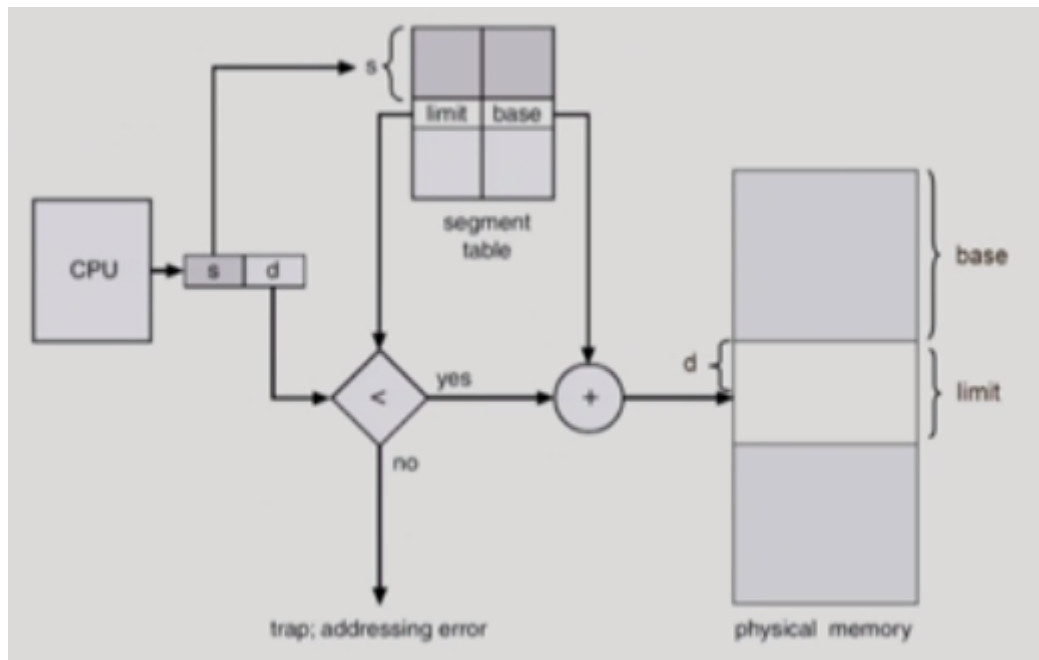 s
limit base
segment
table
CPU
s d
base
d
limit
<
yes
+
no
trap; addressing error
physical memory